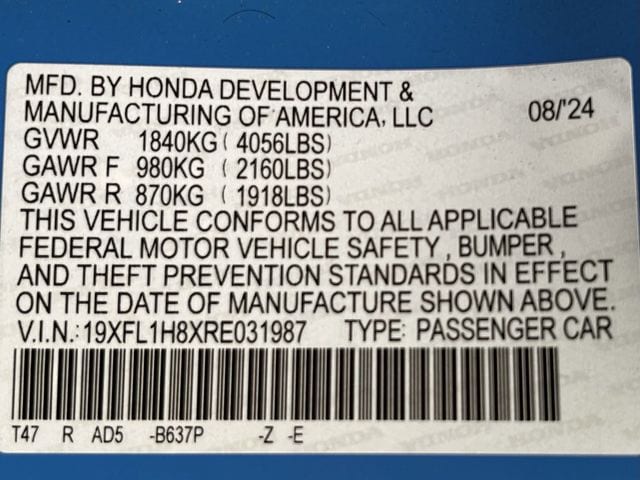 MFD. BY HONDA DEVELOPMENT &
MANUFACTURING OF AMERICA, LLC 08/'24
GVWR 1840KG ( 4056LBS)
GAWR F 980KG ( 2160LBS)
GAWR R 870KG ( 1918LBS)
THIS VEHICLE CONFORMS TO ALL APPLICABLE
FEDERAL MOTOR VEHICLE SAFETY , BUMPER ,
AND THEFT PREVENTION STANDARDS IN EFFECT
ON THE DATE OF MANUFACTURE SHOWN ABOVE.
V.I.N.: 19XFL1H8XRE031987 TYPE: PASSENGER CAR
T47 R AD5 -B637P -Z -E